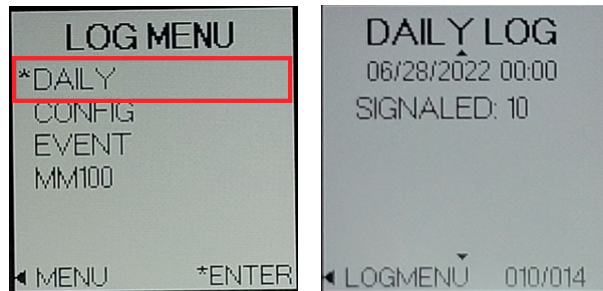 LOG MENU
*DAILY
CONFIG
EVENT
MM100
◄ MENU *ENTER
DAILY LOG
06/28/2022 00:00
SIGNALED: 10
◄ LOGMENU 010/014